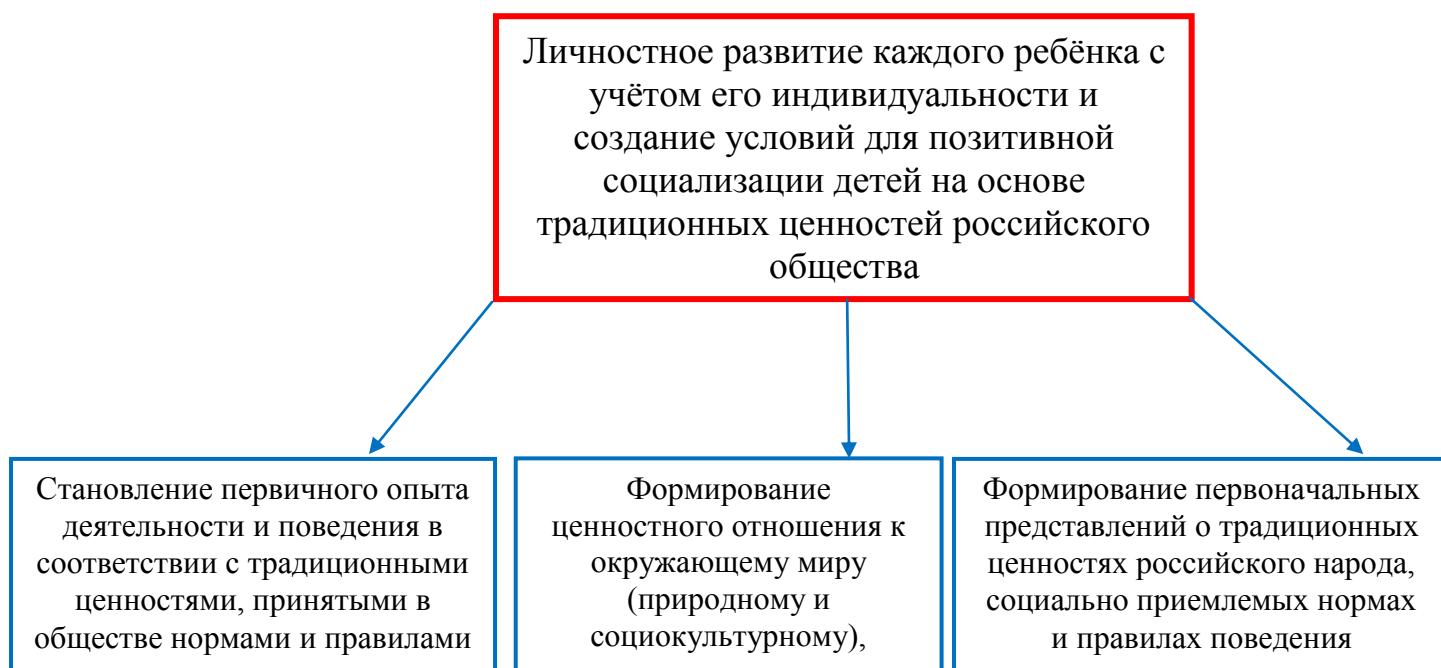 Личностное развитие каждого ребёнка с
учётом его индивидуальности и
создание условий для позитивной
социализации детей на основе
традиционных ценностей российского
общества
Становление первичного опыта
деятельности и поведения в
соответствии с традиционными
ценностями, принятыми в
обществе нормами и правилами
Формирование
ценностного отношения к
окружающему миру
(природному и
социокультурному),
Формирование первоначальных
представлений о традиционных
ценностях российского народа,
социально приемлемых нормах
и правилах поведения